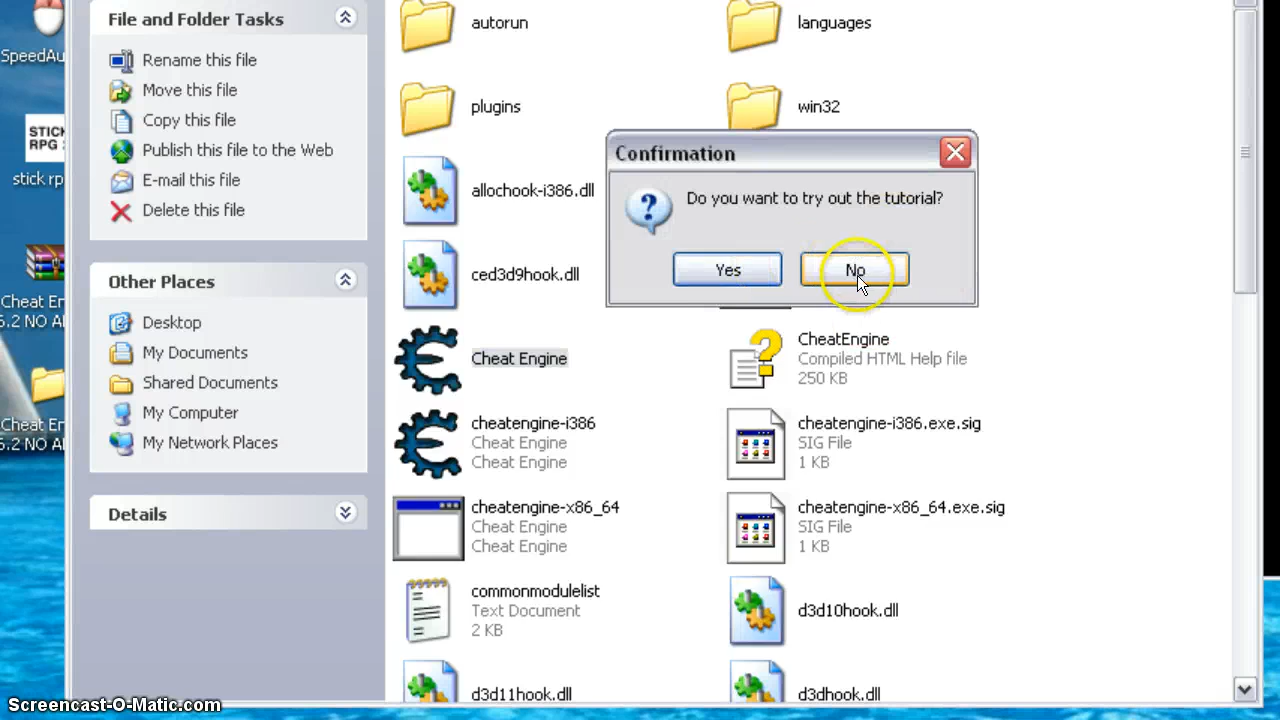 SpeedAu
STICK
RPG
stick.rp
Cheat En
Cheat En
File and Folder Tasks
Rename this file
Move this file
Copy this file
Publish this file to the Web
E-mail this file
Delete this file
Other Places
Desktop
My Documents
Shared Documents
My Computer
My Network Places
Details
autorun
languages
plugins
win32
allochook-i386.dll
ced3d9hook.dll
Confirmation
Do you want to try out the tutorial?
Yes
No
Cheat Engine
CheatEngine
Compiled HTML Help file
250 KB
cheatengine-i386
Cheat Engine
Cheat Engine
cheatengine-i386.exe.sig
SIG File
1 KB
cheatengine-x86_64
Cheat Engine
Cheat Engine
cheatengine-x86_64.exe.sig
SIG File
1 KB
commonmodulelist
Text Document
2 KB
d3d10hook.dll
d3d11hook.dll
d3dhook.dll
Screencast-O-Matic.com